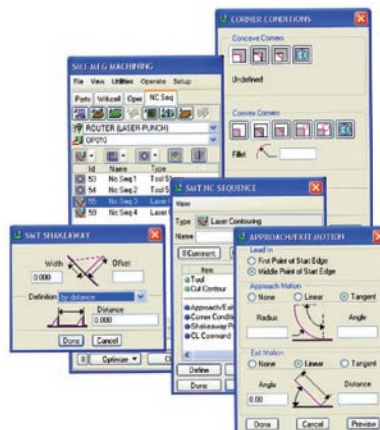 CORNER CONDITIONS
Concave Corners
Undefined
Convex Corners
Fillet
SMT MFG MACHINING
File View Utilities Operate Setup
Parts Workcell Oper NC Seq
ROUTER (LASER-PUNCH)
OP010
Id Name Type
53 Nc Seq 1 Tool
54 Nc Seq 2 Tool
55 Nc Seq 3 Laser
59 Nc Seq 4 Laser
Optimize
SMT NC SEQUENCE
View
Type Laser Contouring
Name
Comment
Item
Tool
Cut Contour
Approach/Exit
Corner Conditi
Shakeaway P
CL Command
Define
Done
SMT SHAKEAWAY
Width Offset
0.000
Definition by distance
Distance
0.000
Done Cancel
APPROACH/EXIT MOTION
Lead In
First Point of Start Edge
Middle Point of Start Edge
Approach Motion
None Linear Tangent
Radius Angle
Exit Motion
None Linear Tangent
Angle Distance
0.00
Done Cancel Preview